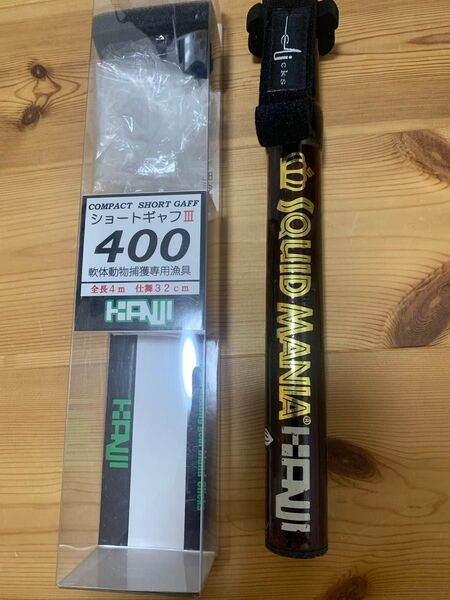 COMPACT SHORT GAFF
ショートギャフⅢ
400
軟体動物捕獲専用漁具
全長4m 仕舞32cm
HANJI
HANJI
clicks
SQUID MANIA®
HANJI